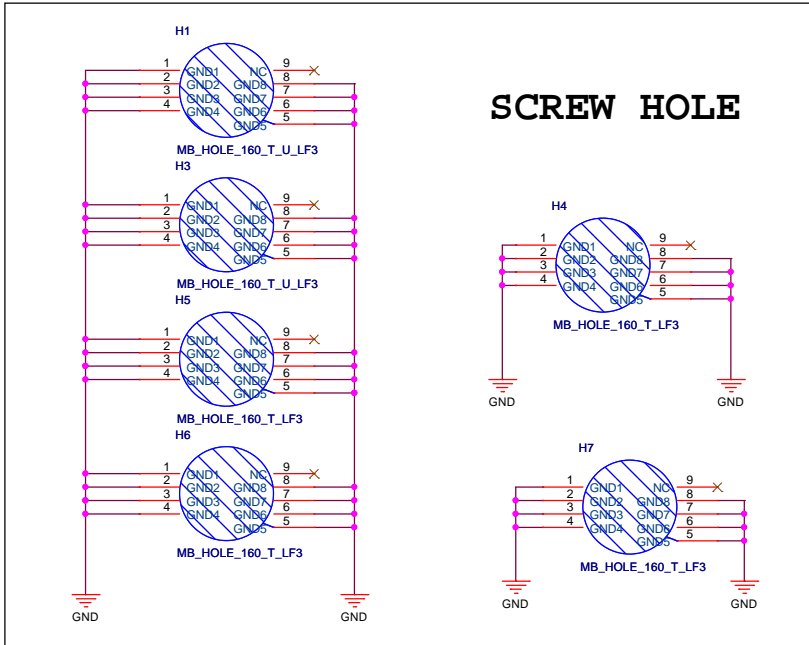 SCREW HOLE
H1
1 GND1 NC 9
2 GND2 GND8 8
3 GND3 GND7 7
4 GND4 GND6 6
GND5 5
MB_HOLE_160_T_U_LF3
H3
1 GND1 NC 9
2 GND2 GND8 8
3 GND3 GND7 7
4 GND4 GND6 6
GND5 5
MB_HOLE_160_T_U_LF3
H5
1 GND1 NC 9
2 GND2 GND8 8
3 GND3 GND7 7
4 GND4 GND6 6
GND5 5
MB_HOLE_160_T_LF3
H6
1 GND1 NC 9
2 GND2 GND8 8
3 GND3 GND7 7
4 GND4 GND6 6
GND5 5
MB_HOLE_160_T_LF3
GND GND
H4
1 GND1 NC 9
2 GND2 GND8 8
3 GND3 GND7 7
4 GND4 GND6 6
GND5 5
MB_HOLE_160_T_LF3
GND GND
H7
1 GND1 NC 9
2 GND2 GND8 8
3 GND3 GND7 7
4 GND4 GND6 6
GND5 5
MB_HOLE_160_T_LF3
GND GND